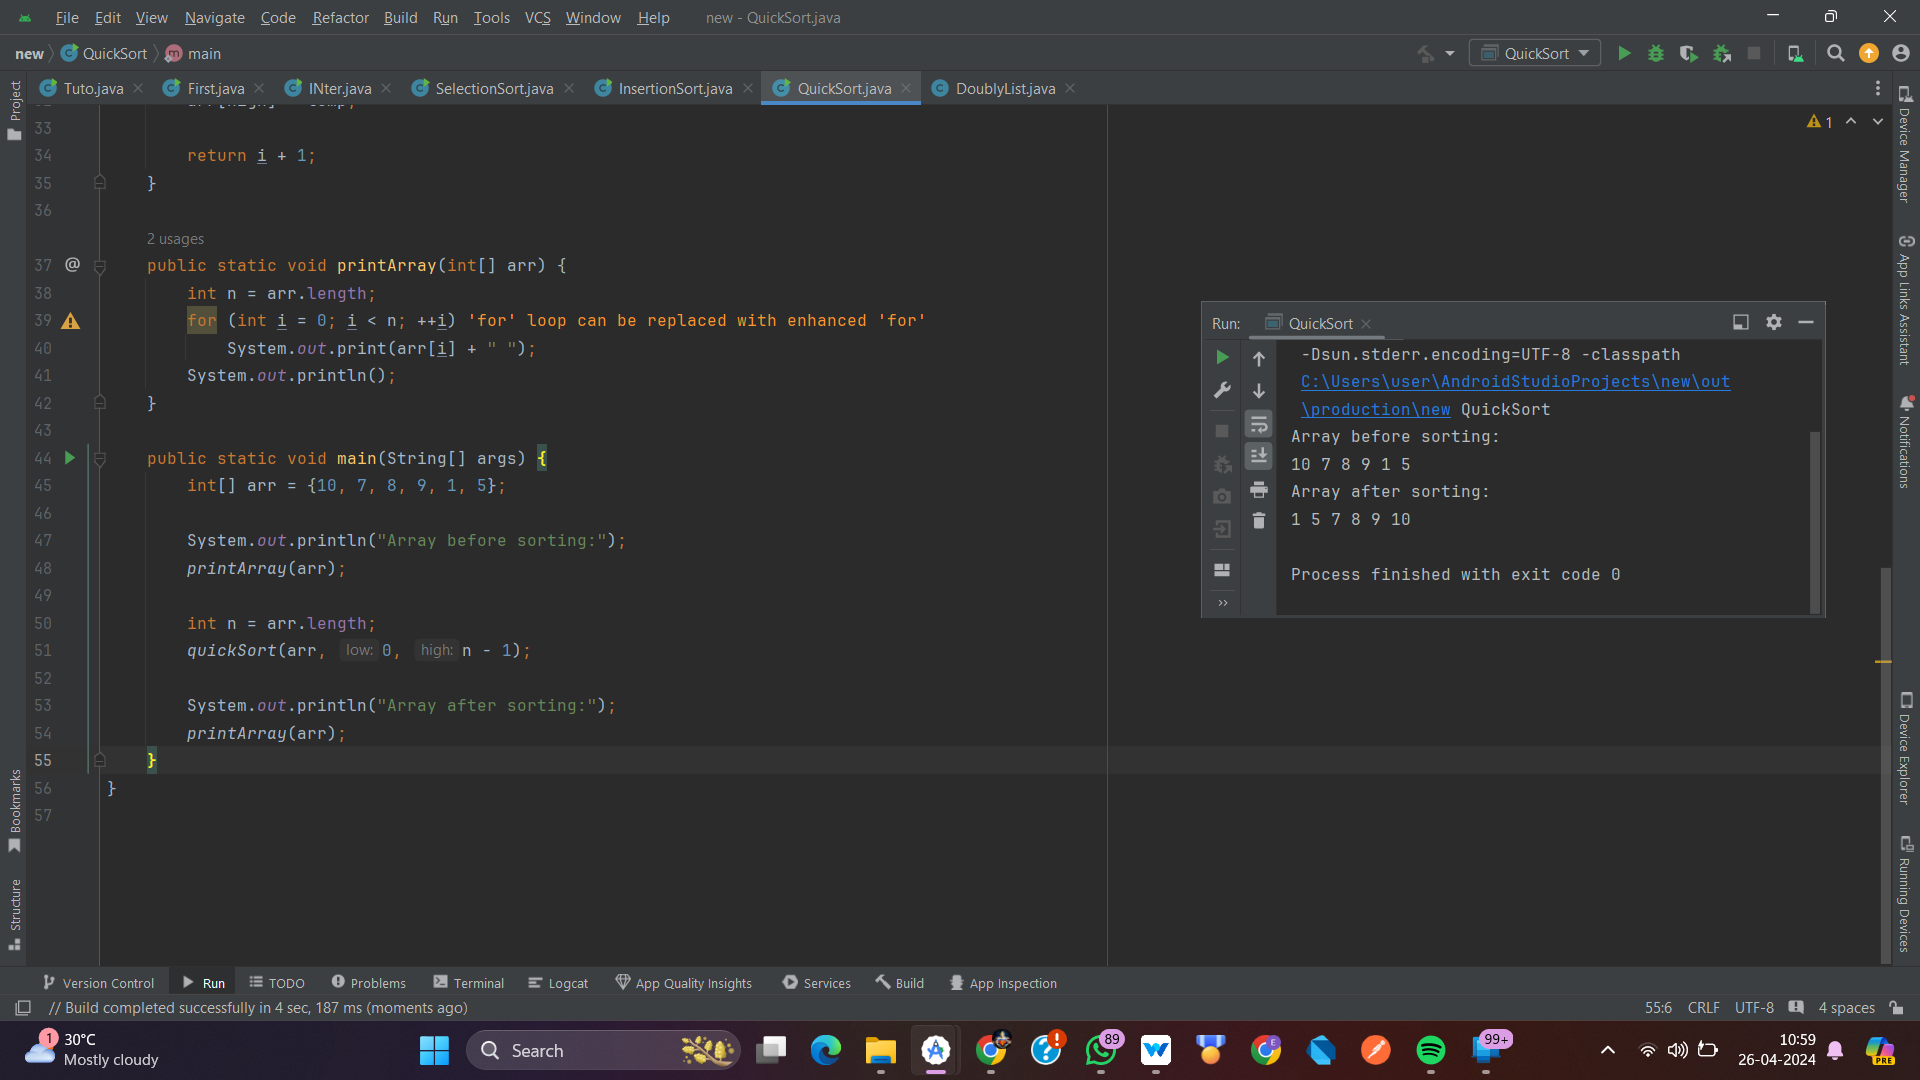 File Edit View Navigate Code Refactor Build Run Tools VCS Window Help new - QuickSort.java
new QuickSort main QuickSort
Tuto.java First.java INter.java SelectionSort.java InsertionSort.java QuickSort.java DoublyList.java
33
34 return i + 1;
35 }
36
2 usages
37 @ public static void printArray(int[] arr) {
38 int n = arr.length;
39 for (int i = 0; i < n; ++i) 'for' loop can be replaced with enhanced 'for'
40 System.out.print(arr[i] + " ");
41 System.out.println();
42 }
43
44 public static void main(String[] args) {
45 int[] arr = {10, 7, 8, 9, 1, 5};
46
47 System.out.println("Array before sorting:");
48 printArray(arr);
49
50 int n = arr.length;
51 quickSort(arr, low: 0, high: n - 1);
52
53 System.out.println("Array after sorting:");
54 printArray(arr);
55 }
56 }
57
1
Run: QuickSort
-Dsun.stderr.encoding=UTF-8 -classpath
C:\Users\user\AndroidStudioProjects\new\out
\production\new QuickSort
Array before sorting:
10 7 8 9 1 5
Array after sorting:
1 5 7 8 9 10
Process finished with exit code 0
Project
Bookmarks
Structure
Device Manager
App Links Assistant
Notifications
Device Explorer
Running Devices
Version Control Run TODO Problems Terminal Logcat App Quality Insights Services Build App Inspection
// Build completed successfully in 4 sec, 187 ms (moments ago) 55:6 CRLF UTF-8 4 spaces
1 30°C
Mostly cloudy
Search
89
E
99+
10:59
26-04-2024
PRE